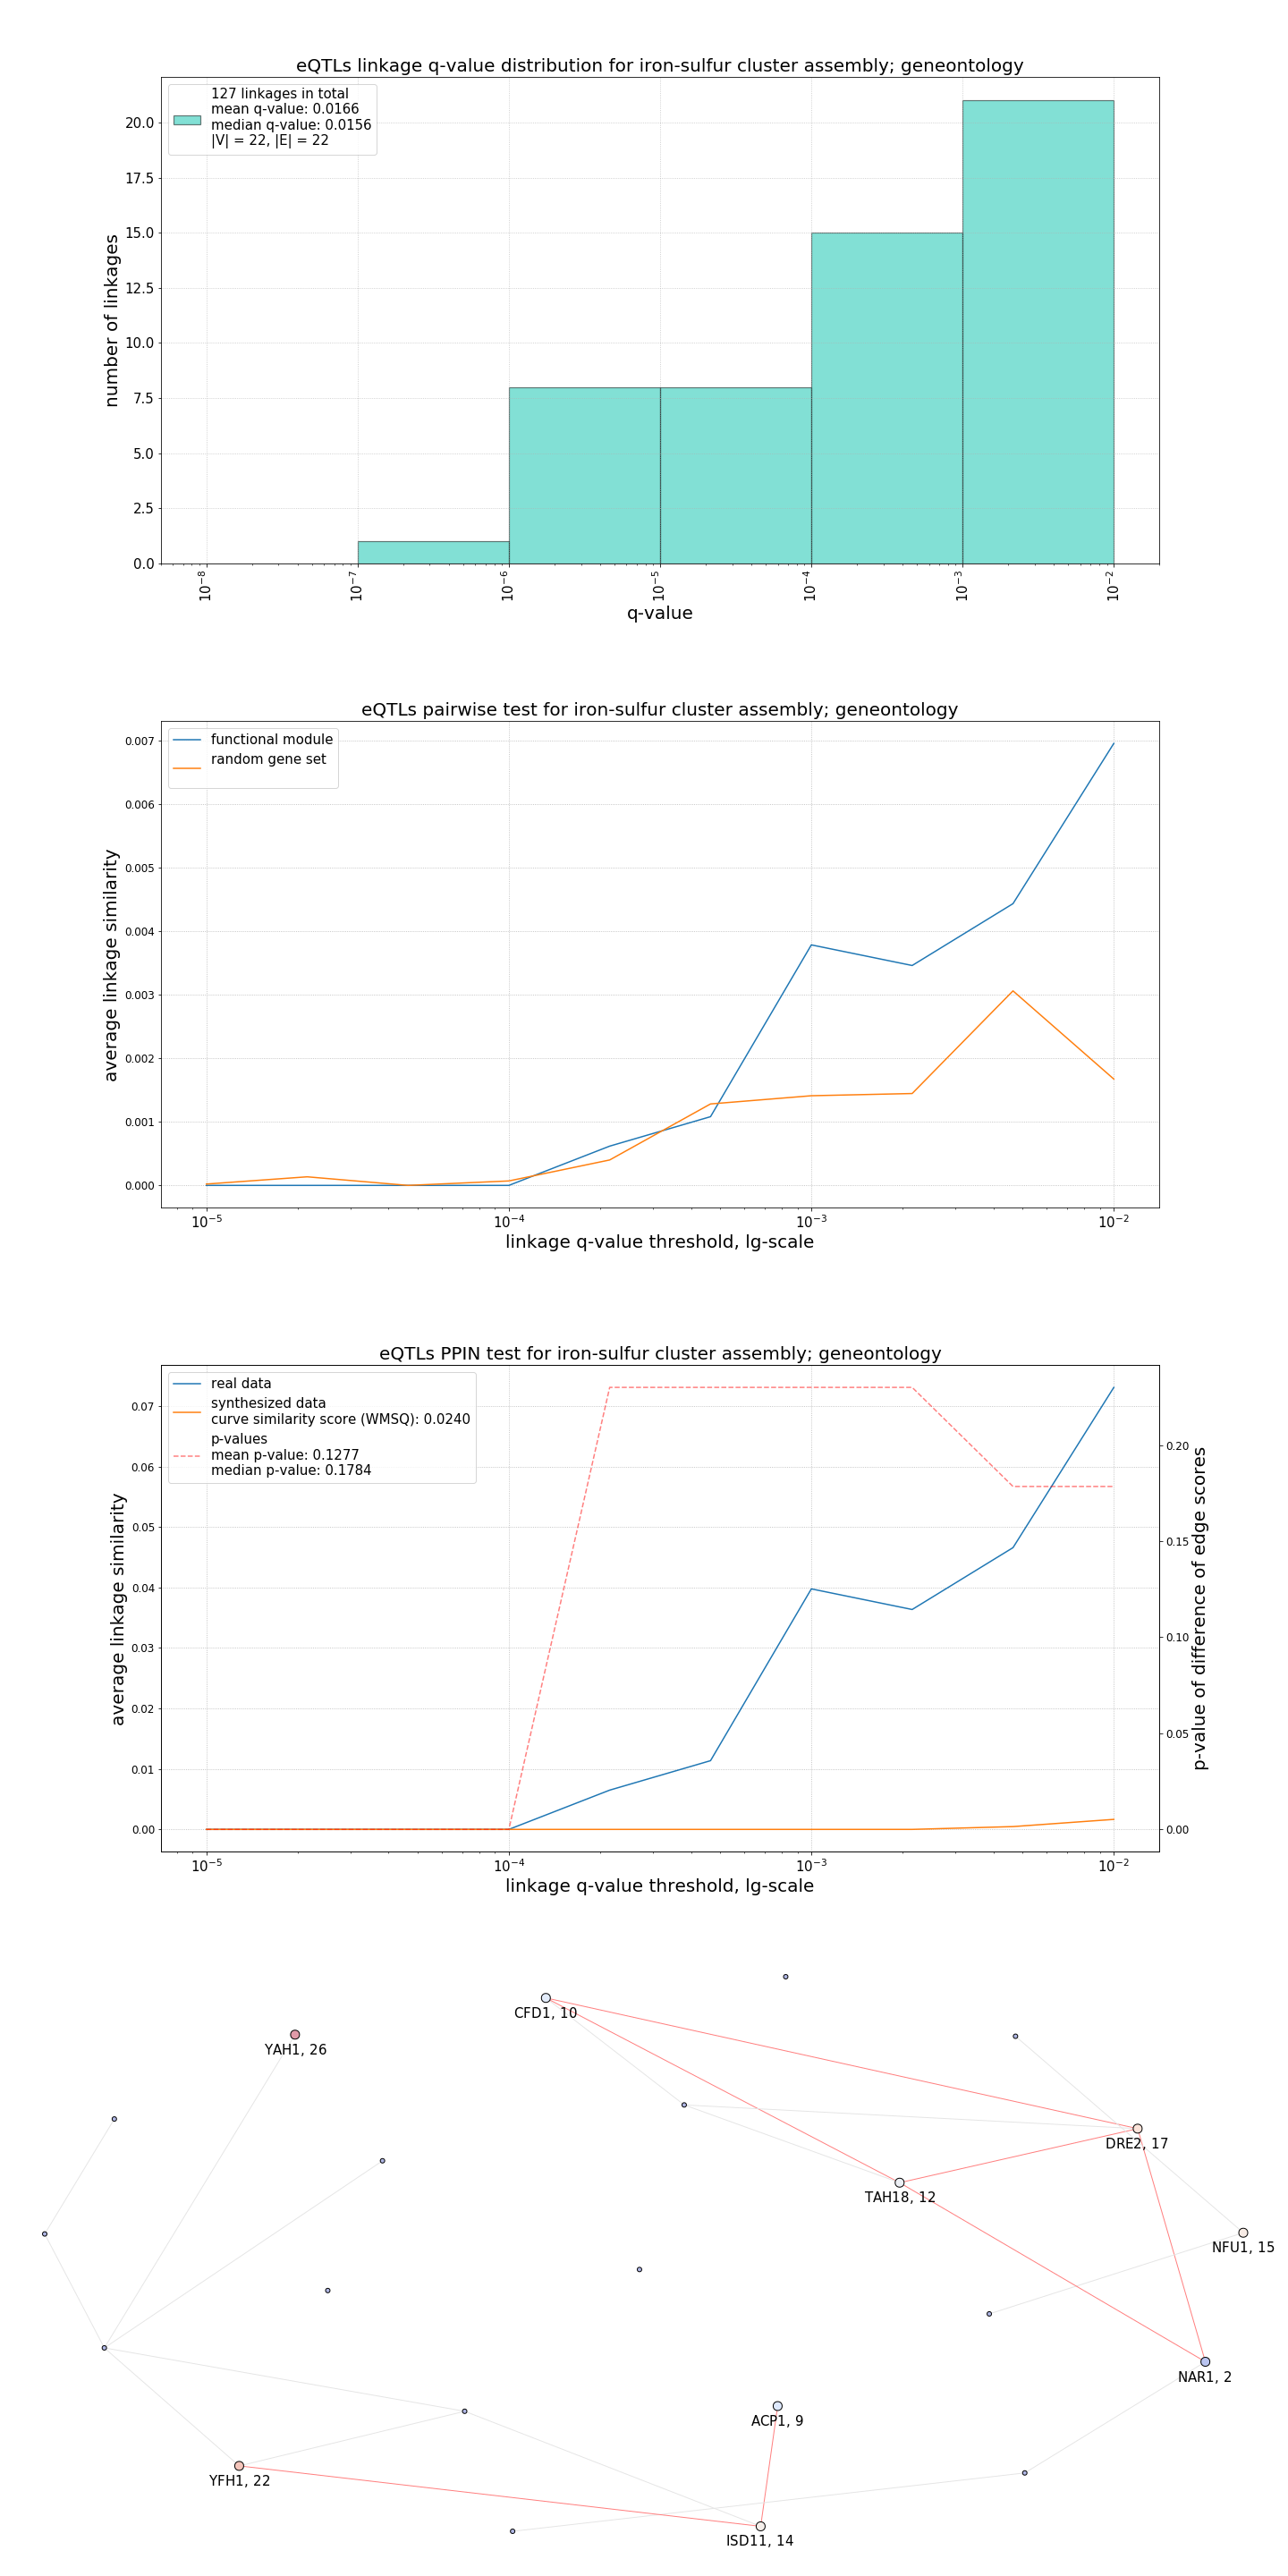 eQTLs linkage q-value distribution for iron-sulfur cluster assembly; geneontology
127 linkages in total
mean q-value: 0.0166
median q-value: 0.0156
|V| = 22, |E| = 22
number of linkages
20.0
17.5
15.0
12.5
10.0
7.5
5.0
2.5
0.0
10⁻⁸ 10⁻⁷ 10⁻⁶ 10⁻⁵ 10⁻⁴ 10⁻³ 10⁻²
q-value
eQTLs pairwise test for iron-sulfur cluster assembly; geneontology
functional module
random gene set
average linkage similarity
0.007
0.006
0.005
0.004
0.003
0.002
0.001
0.000
10⁻⁵ 10⁻⁴ 10⁻³ 10⁻²
linkage q-value threshold, lg-scale
eQTLs PPIN test for iron-sulfur cluster assembly; geneontology
real data
synthesized data
curve similarity score (WMSQ): 0.0240
p-values
mean p-value: 0.1277
median p-value: 0.1784
average linkage similarity
0.07
0.06
0.05
0.04
0.03
0.02
0.01
0.00
0.20
0.15
0.10
0.05
0.00
p-value of difference of edge scores
10⁻⁵ 10⁻⁴ 10⁻³ 10⁻²
linkage q-value threshold, lg-scale
CFD1, 10
YAH1, 26
DRE2, 17
TAH18, 12
NFU1, 15
NAR1, 2
ACP1, 9
YFH1, 22
ISD11, 14